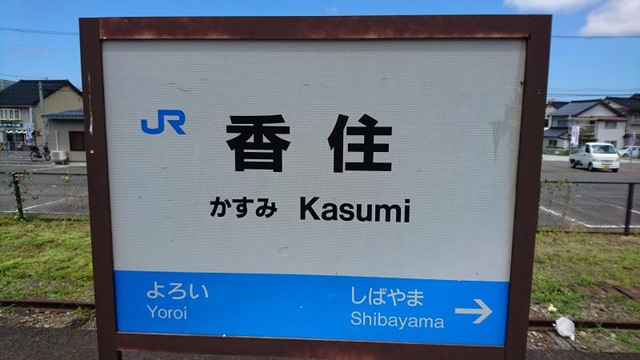 JR 香住
かすみ Kasumi
よろい しばやま →
Yoroi Shibayama